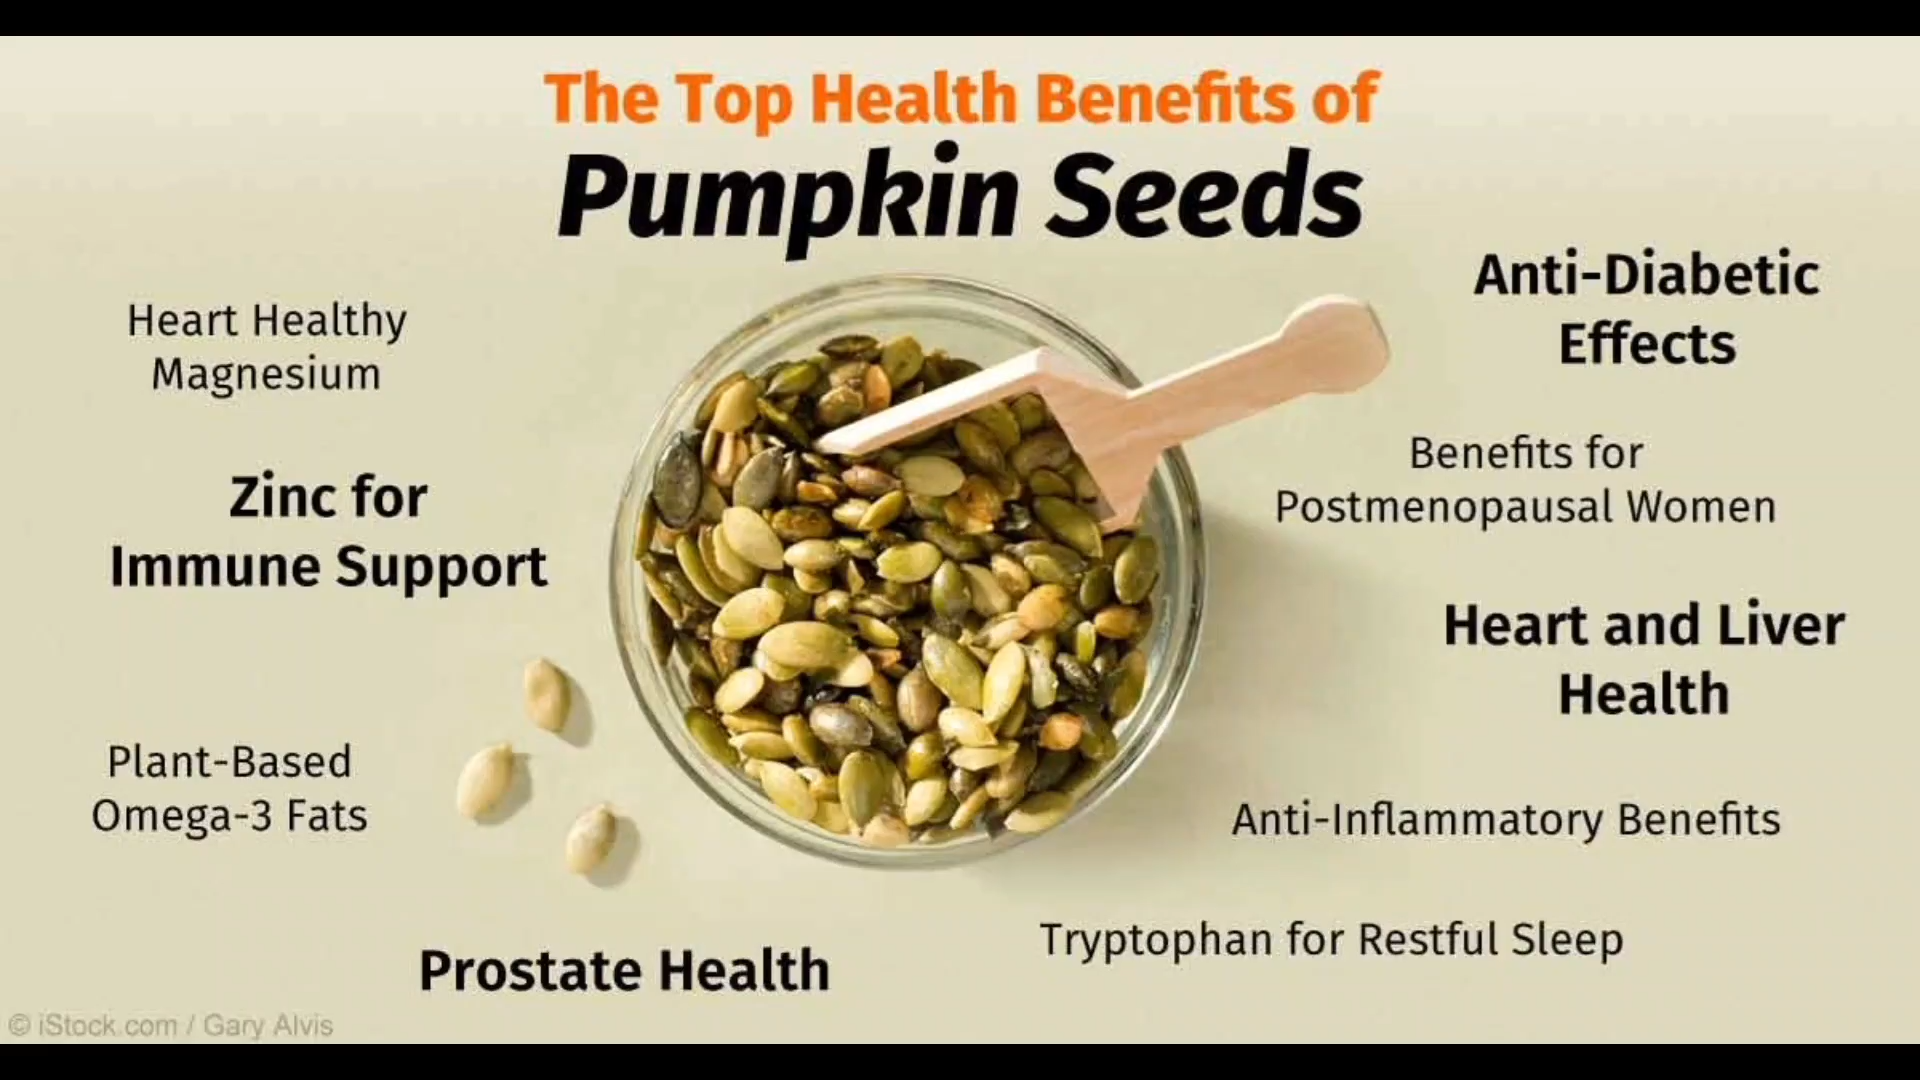 The Top Health Benefits of
Pumpkin Seeds
Heart Healthy
Magnesium
Zinc for
Immune Support
Plant-Based
Omega-3 Fats
Prostate Health
Anti-Diabetic
Effects
Benefits for
Postmenopausal Women
Heart and Liver
Health
Anti-Inflammatory Benefits
Tryptophan for Restful Sleep
© iStock.com / Gary Alvis